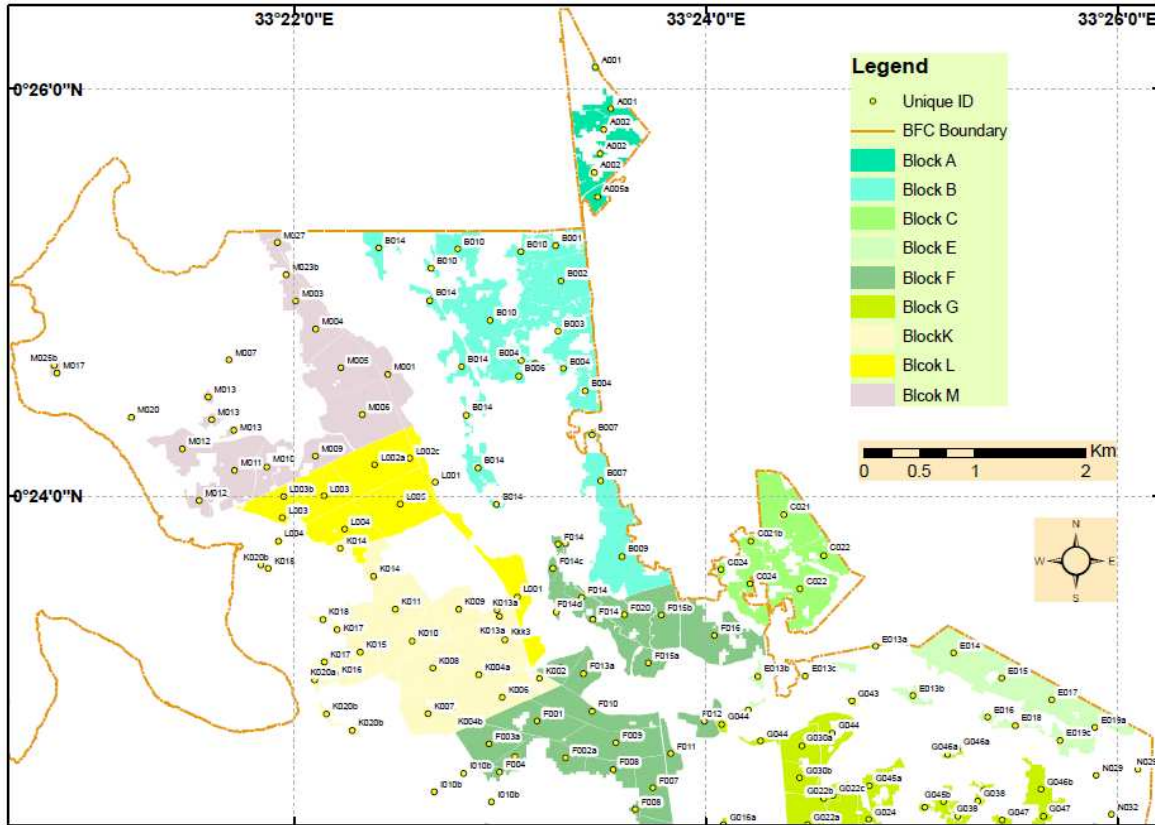 33°22'0"E
33°24'0"E
33°26'0"E
0°26'0"N
0°24'0"N
Legend
Unique ID
BFC Boundary
Block A
Block B
Block C
Block E
Block F
Block G
BlockK
Blcok L
Blcok M
Km
0 0.5 1 2
N
W E
S
A001
A001
A002
A002
A002
A005a
M027
B014
B010
B010
B001
M023b
B010
B002
M003
B014
M004
B010
B003
M007
B004
M025b
M017
M005
M001
B014
B006
B004
M013
B004
M020
M013
M006
B014
M013
B007
M012
M009
L002a
L002c
M011
M010
B014
L001
B007
M012
L003b
L003
L005
B014
L003
C021
L004
L004
F014
C021b
K014
B009
C022
K020b
K018
K014
F014c
C024
C024
C022
L001
F014
K011
K009
K013a
F014d
F014
F020
F015b
K018
K017
K013a
F016
K010
Kkk3
E013a
K015
E014
K017
K016
K020a
K008
K004a
K002
F013a
F015a
E013b
E013c
E015
K006
E013b
E017
G043
K020b
K007
K004b
F001
F010
F012
G044
E016
E018
E019a
K020b
G044
G044
F003a
F009
G030a
E019c
F002a
F011
G046a
G046a
I010b
F004
F008
G030b
N029
N029
I010b
F007
G045a
G046b
I010b
G022b
G022c
G045b
G038
F008
G038
G047
G047
N032
G016a
G022a
G024